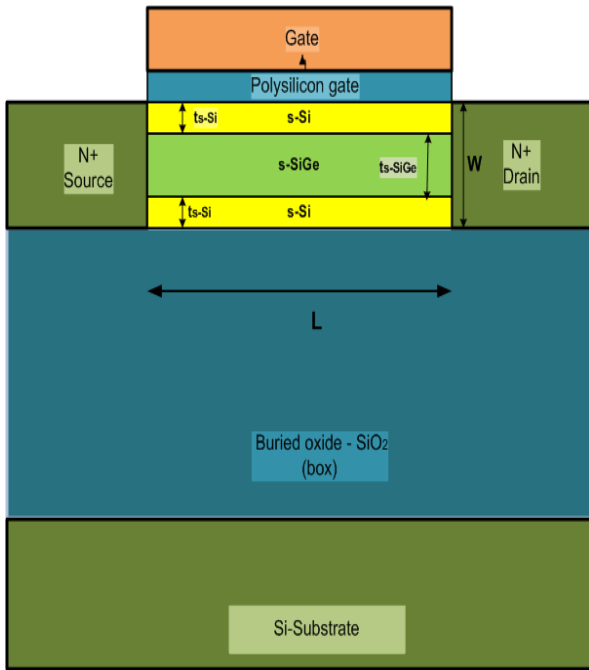 Gate
Polysilicon gate
ts-Si
s-Si
N+
Source
s-SiGe
ts-SiGe
W
N+
Drain
ts-Si
s-Si
L
Buried oxide - SiO2
(box)
Si-Substrate